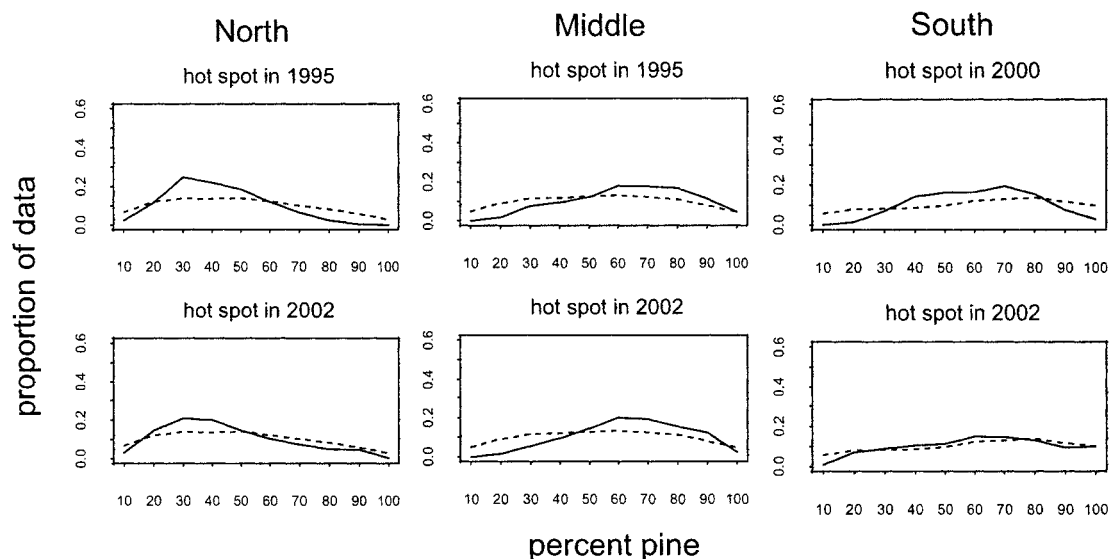 North Middle South
hot spot in 1995 hot spot in 1995 hot spot in 2000
0.6 0.6 0.6
0.4 0.4 0.4
0.2 0.2 0.2
0.0 0.0 0.0
10 20 30 40 50 60 70 80 90 100 10 20 30 40 50 60 70 80 90 100 10 20 30 40 50 60 70 80 90 100
proportion of data
hot spot in 2002 hot spot in 2002 hot spot in 2002
0.6 0.6 0.6
0.4 0.4 0.4
0.2 0.2 0.2
0.0 0.0 0.0
10 20 30 40 50 60 70 80 90 100 10 20 30 40 50 60 70 80 90 100 10 20 30 40 50 60 70 80 90 100
percent pine